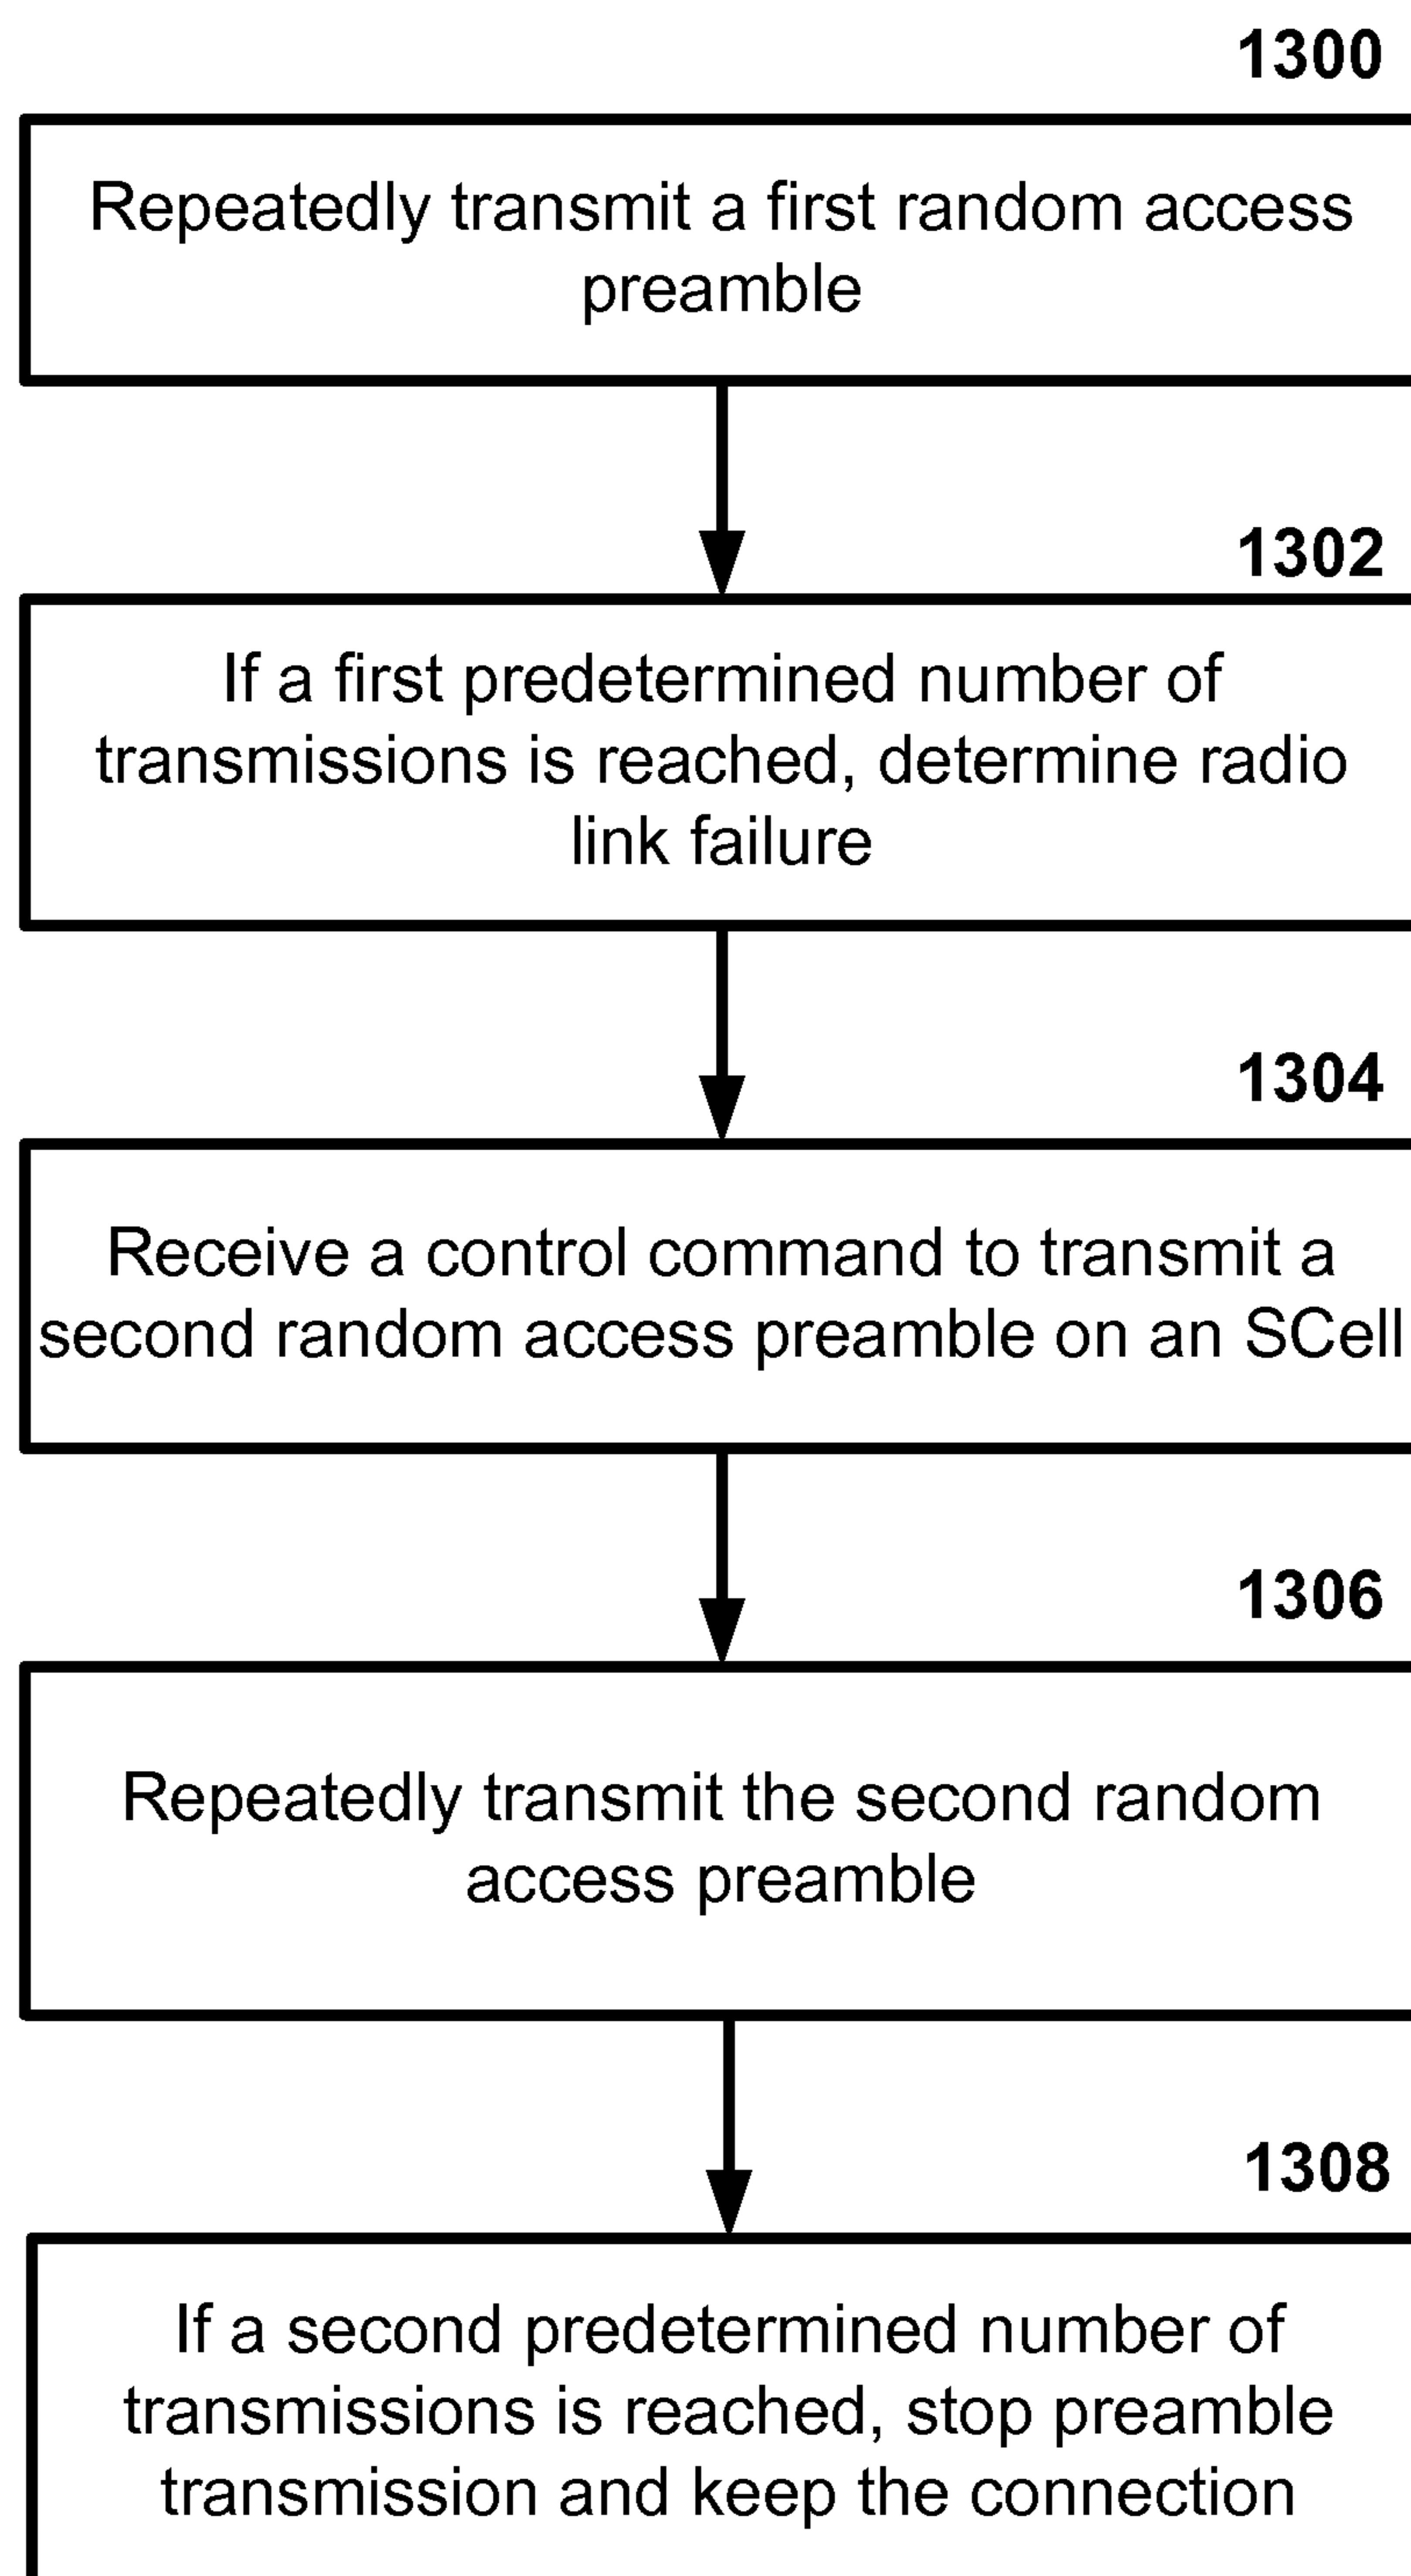 1300
Repeatedly transmit a first random access
preamble
1302
If a first predetermined number of
transmissions is reached, determine radio
link failure
1304
Receive a control command to transmit a
second random access preamble on an SCell
1306
Repeatedly transmit the second random
access preamble
1308
If a second predetermined number of
transmissions is reached, stop preamble
transmission and keep the connection